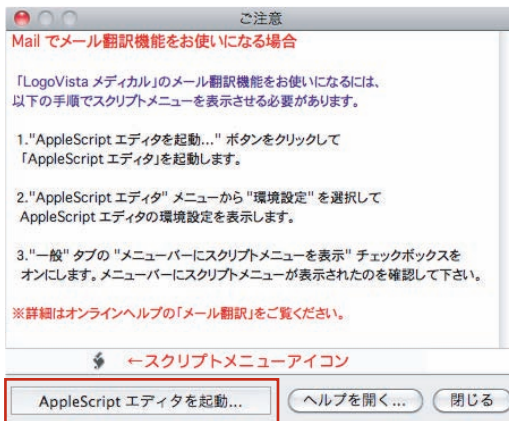 ご注意
Mail でメール翻訳機能をお使いになる場合
「LogoVista メディカル」のメール翻訳機能をお使いになるには、
以下の手順でスクリプトメニューを表示させる必要があります。
1."AppleScript エディタを起動..." ボタンをクリックして
「AppleScript エディタ」を起動します。
2."AppleScript エディタ" メニューから "環境設定" を選択して
AppleScript エディタの環境設定を表示します。
3."一般" タブの "メニューバーにスクリプトメニューを表示" チェックボックスを
オンにします。メニューバーにスクリプトメニューが表示されたのを確認して下さい。
※詳細はオンラインヘルプの「メール翻訳」をご覧ください。
←スクリプトメニューアイコン
AppleScript エディタを起動... ヘルプを開く... 閉じる